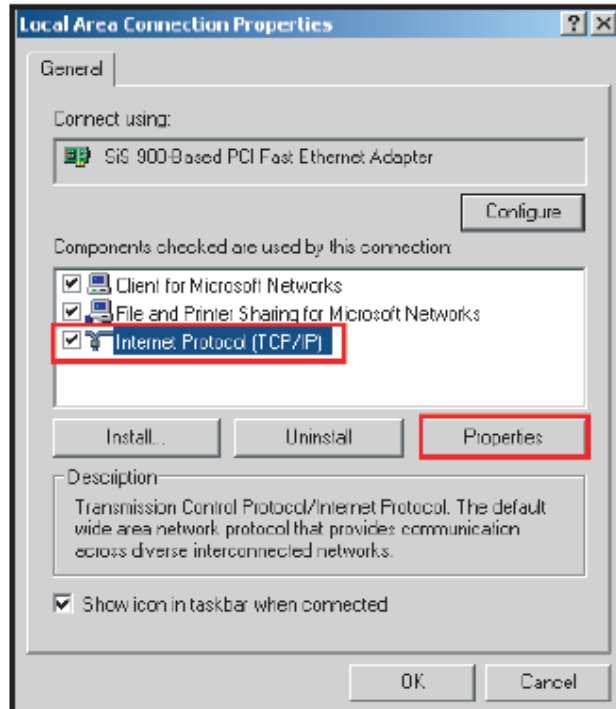 Local Area Connection Properties
General
Connect using:
SiS 900-Based PCI Fast Ethernet Adapter
Configure
Components checked are used by this connection:
Client for Microsoft Networks
File and Printer Sharing for Microsoft Networks
Internet Protocol (TCP/IP)
Install... Uninstall Properties
Description
Transmission Control Protocol/Internet Protocol. The default
wide area network protocol that provides communication
across diverse interconnected networks.
Show icon in taskbar when connected
OK Cancel